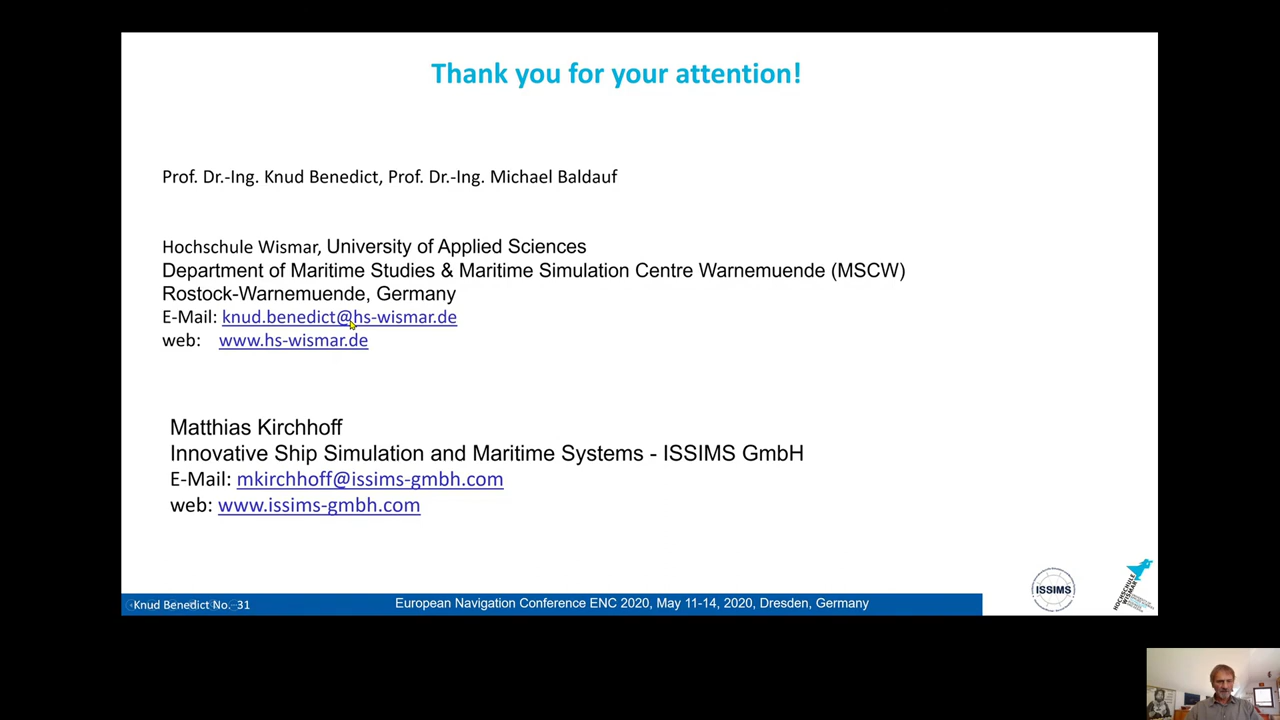 Thank you for your attention!
Prof. Dr.-Ing. Knud Benedict, Prof. Dr.-Ing. Michael Baldauf
Hochschule Wismar, University of Applied Sciences
Department of Maritime Studies & Maritime Simulation Centre Warnemuende (MSCW)
Rostock-Warnemuende, Germany
E-Mail: knud.benedict@hs-wismar.de
web: www.hs-wismar.de
Matthias Kirchhoff
Innovative Ship Simulation and Maritime Systems - ISSIMS GmbH
E-Mail: mkirchhoff@issims-gmbh.com
web: www.issims-gmbh.com
ISSIMS
HOCHSCHULE
WISMAR
Knud Benedict No. 31
European Navigation Conference ENC 2020, May 11-14, 2020, Dresden, Germany